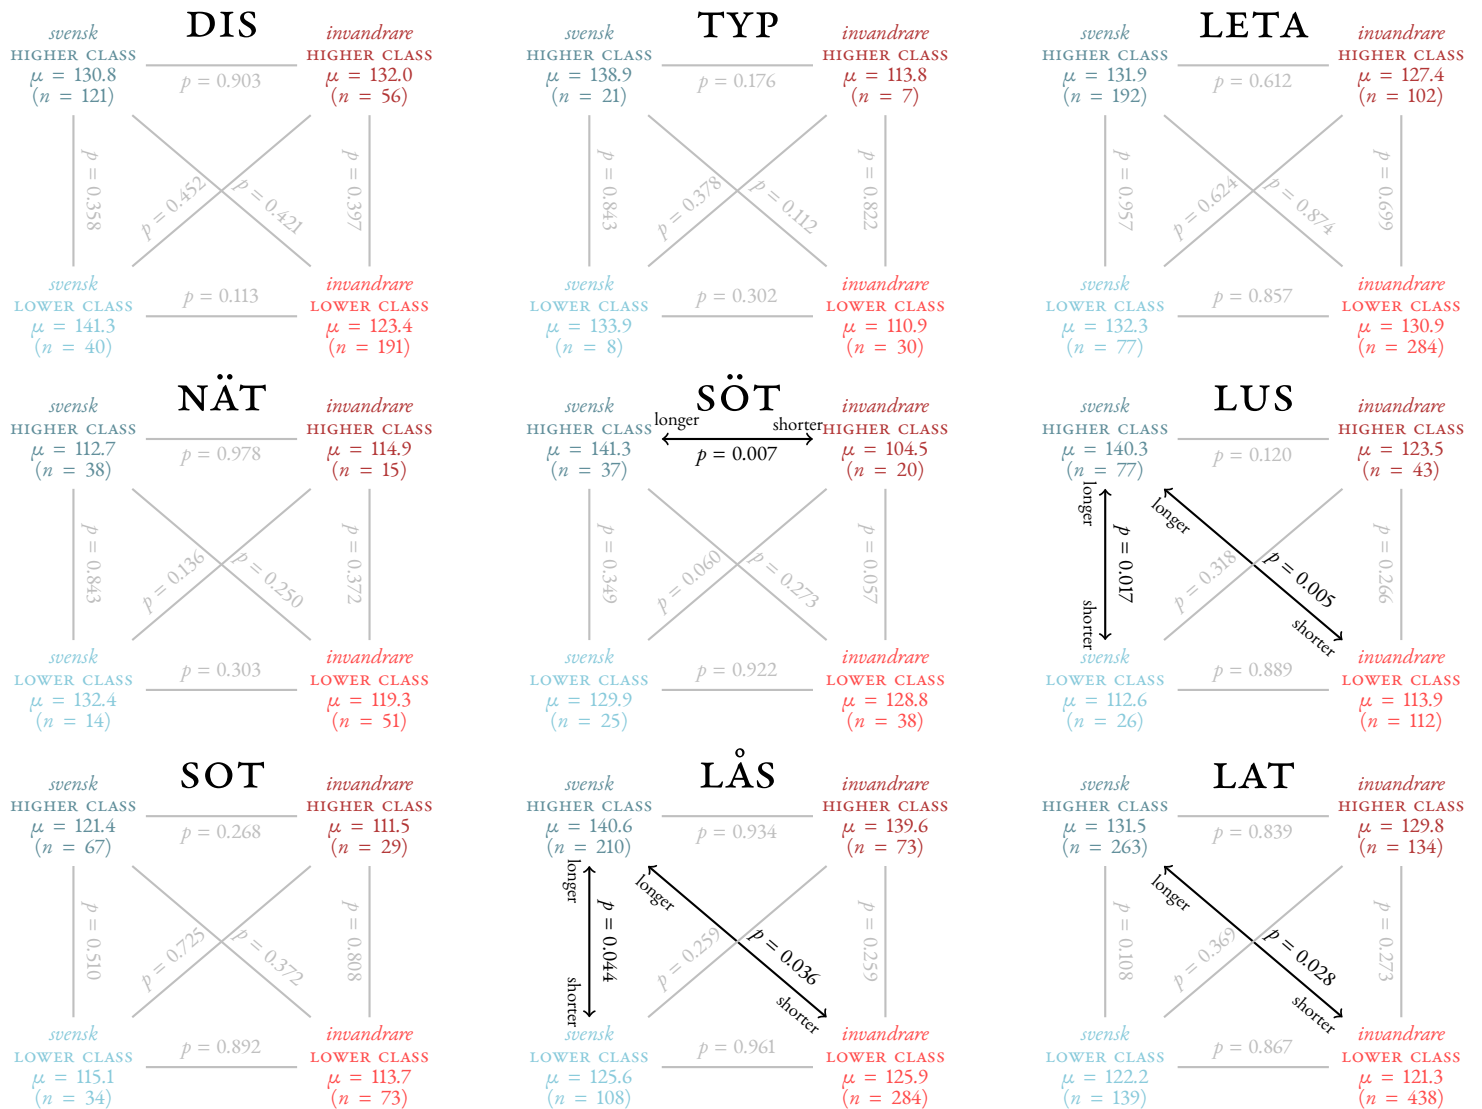 DIS
svensk
HIGHER CLASS
μ = 130.8
(n = 121)
p = 0.903
invandrare
HIGHER CLASS
μ = 132.0
(n = 56)
p = 0.358
p = 0.452
p = 0.421
p = 0.397
svensk
LOWER CLASS
μ = 141.3
(n = 40)
p = 0.113
invandrare
LOWER CLASS
μ = 123.4
(n = 191)
TYP
svensk
HIGHER CLASS
μ = 138.9
(n = 21)
p = 0.176
invandrare
HIGHER CLASS
μ = 113.8
(n = 7)
p = 0.843
p = 0.378
p = 0.112
p = 0.822
svensk
LOWER CLASS
μ = 133.9
(n = 8)
p = 0.302
invandrare
LOWER CLASS
μ = 110.9
(n = 30)
LETA
svensk
HIGHER CLASS
μ = 131.9
(n = 192)
p = 0.612
invandrare
HIGHER CLASS
μ = 127.4
(n = 102)
p = 0.957
p = 0.624
p = 0.874
p = 0.699
svensk
LOWER CLASS
μ = 132.3
(n = 77)
p = 0.857
invandrare
LOWER CLASS
μ = 130.9
(n = 284)
NÄT
svensk
HIGHER CLASS
μ = 112.7
(n = 38)
p = 0.978
invandrare
HIGHER CLASS
μ = 114.9
(n = 15)
p = 0.843
p = 0.136
p = 0.250
p = 0.372
svensk
LOWER CLASS
μ = 132.4
(n = 14)
p = 0.303
invandrare
LOWER CLASS
μ = 119.3
(n = 51)
SÖT
svensk
HIGHER CLASS
μ = 141.3
(n = 37)
longer
shorter
p = 0.007
invandrare
HIGHER CLASS
μ = 104.5
(n = 20)
p = 0.349
p = 0.060
p = 0.273
p = 0.057
svensk
LOWER CLASS
μ = 129.9
(n = 25)
p = 0.922
invandrare
LOWER CLASS
μ = 128.8
(n = 38)
LUS
svensk
HIGHER CLASS
μ = 140.3
(n = 77)
p = 0.120
invandrare
HIGHER CLASS
μ = 123.5
(n = 43)
longer
p = 0.017
shorter
p = 0.318
longer
p = 0.005
shorter
p = 0.266
svensk
LOWER CLASS
μ = 112.6
(n = 26)
p = 0.889
invandrare
LOWER CLASS
μ = 113.9
(n = 112)
SOT
svensk
HIGHER CLASS
μ = 121.4
(n = 67)
p = 0.268
invandrare
HIGHER CLASS
μ = 111.5
(n = 29)
p = 0.510
p = 0.725
p = 0.372
p = 0.808
svensk
LOWER CLASS
μ = 115.1
(n = 34)
p = 0.892
invandrare
LOWER CLASS
μ = 113.7
(n = 73)
LÅS
svensk
HIGHER CLASS
μ = 140.6
(n = 210)
p = 0.934
invandrare
HIGHER CLASS
μ = 139.6
(n = 73)
longer
p = 0.044
shorter
p = 0.259
longer
p = 0.036
shorter
p = 0.259
svensk
LOWER CLASS
μ = 125.6
(n = 108)
p = 0.961
invandrare
LOWER CLASS
μ = 125.9
(n = 284)
LAT
svensk
HIGHER CLASS
μ = 131.5
(n = 263)
p = 0.839
invandrare
HIGHER CLASS
μ = 129.8
(n = 134)
p = 0.108
p = 0.369
longer
p = 0.028
shorter
p = 0.273
svensk
LOWER CLASS
μ = 122.2
(n = 139)
p = 0.867
invandrare
LOWER CLASS
μ = 121.3
(n = 438)